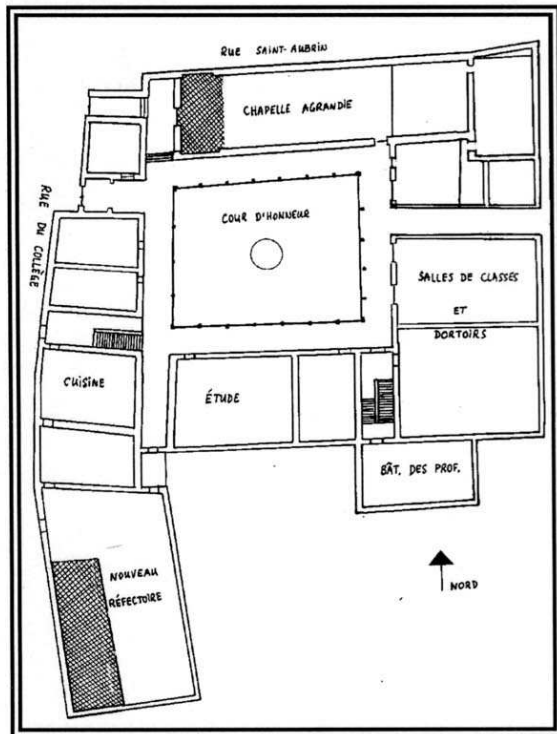 RUE SAINT-AUBRIN
CHAPELLE AGRANDIE
RUE DU COLLÈGE
COUR D'HONNEUR
SALLES DE CLASSES
ET
DORTOIRS
CUISINE
ÉTUDE
BÂT. DES PROF.
NOUVEAU
RÉFECTOIRE
NORD